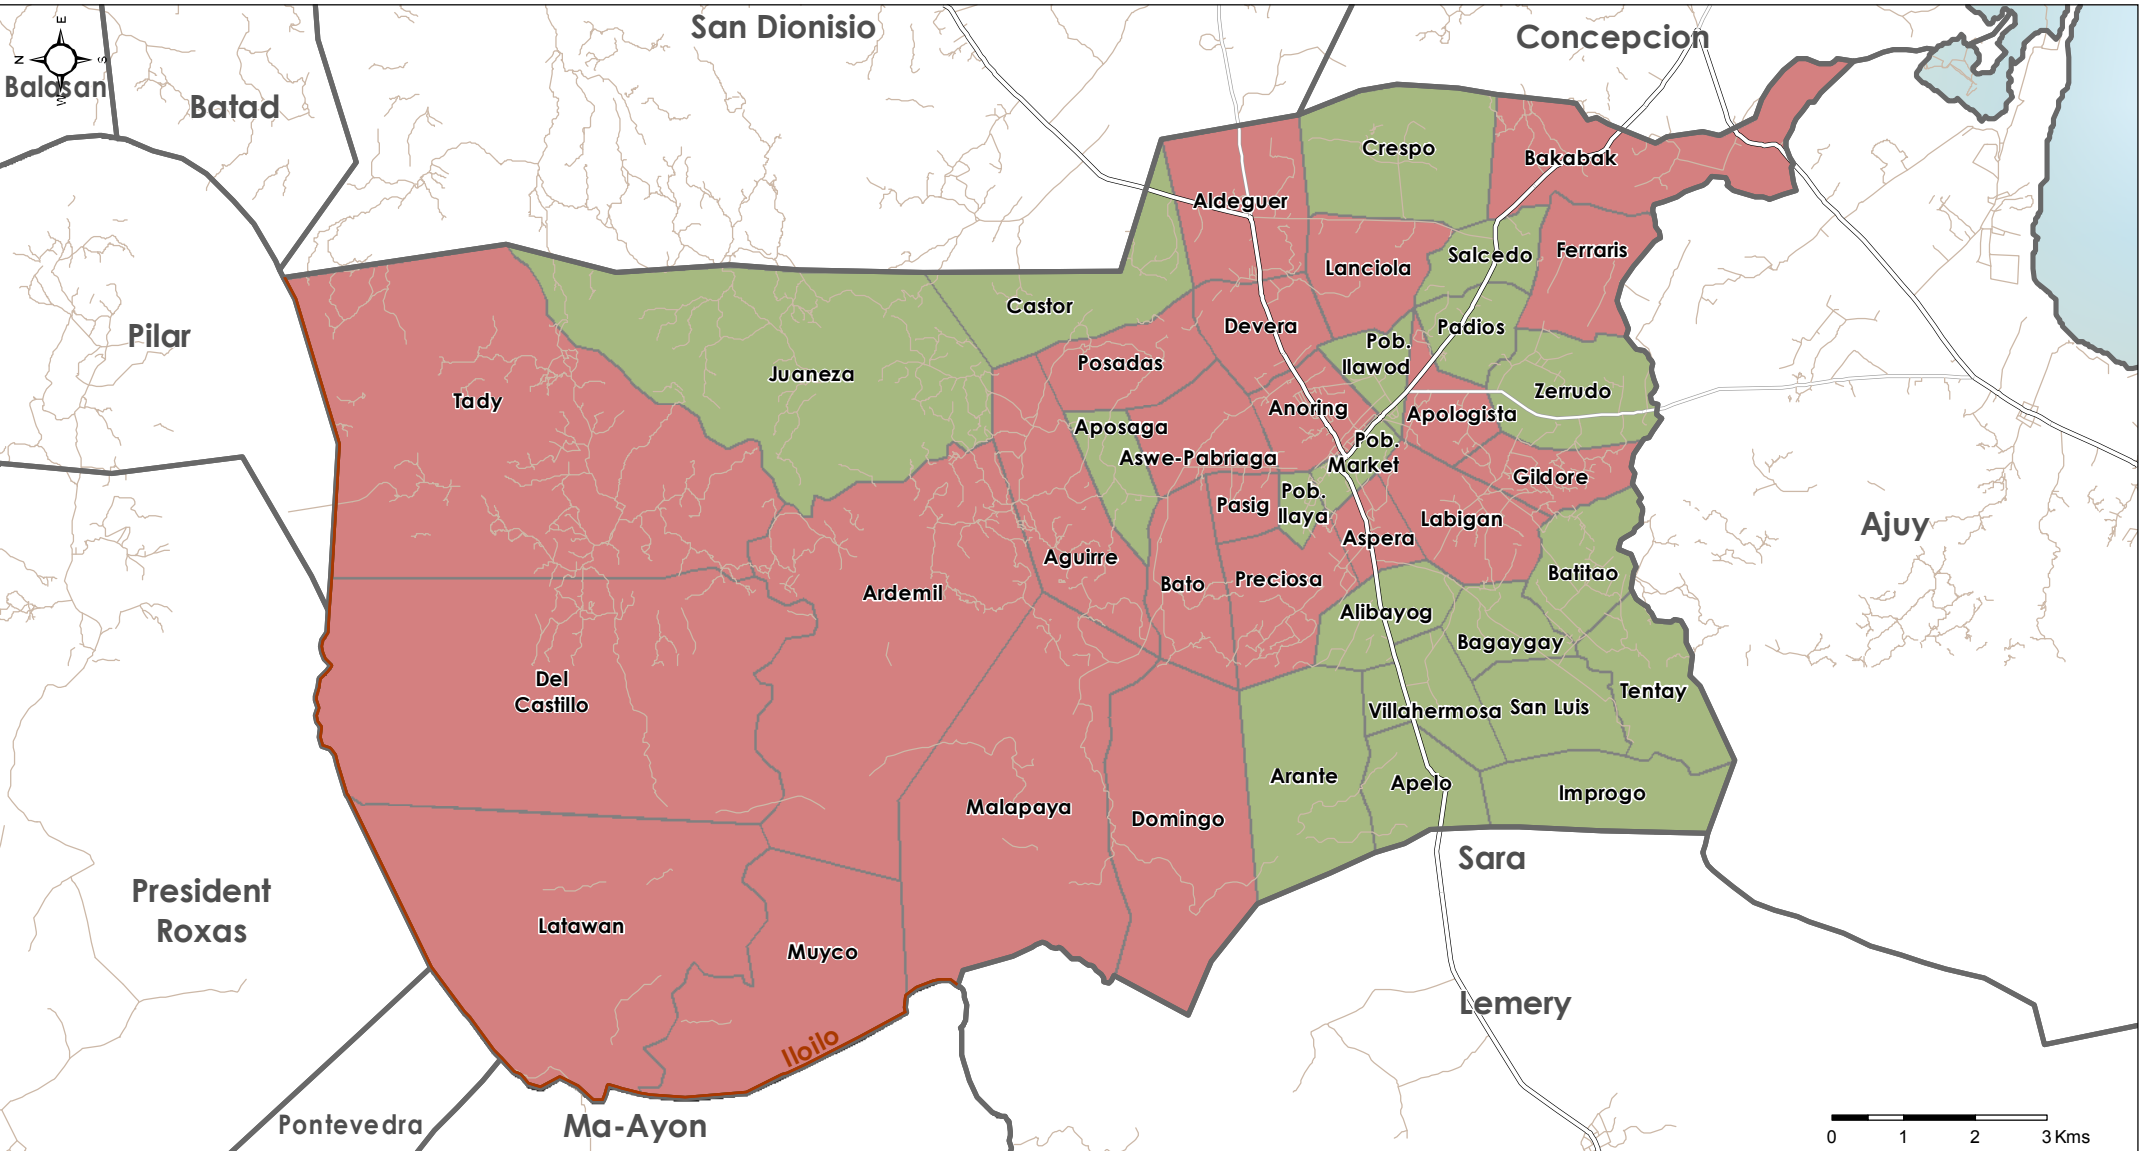 San Dionisio
Concepcion
E
N
S
W
Balasan
Batad
Crespo
Bakabak
Aldeguer
Salcedo
Ferraris
Lanciola
Castor
Devera
Padios
Pilar
Pob.
Ilawod
Posadas
Juaneza
Zerrudo
Tady
Anoring
Apologista
Aposaga
Pob.
Market
Aswe-Pabriaga
Gildore
Pasig
Pob.
Ilaya
Labigan
Ajuy
Aspera
Aguirre
Batitao
Bato
Preciosa
Ardemil
Alibayog
Bagaygay
Del
Castillo
Tentay
Villahermosa
San Luis
Arante
Apelo
Improgo
Malapaya
Domingo
Sara
President
Roxas
Latawan
Muyco
Lemery
Iloilo
Pontevedra
Ma-Ayon
0 1 2 3 Kms